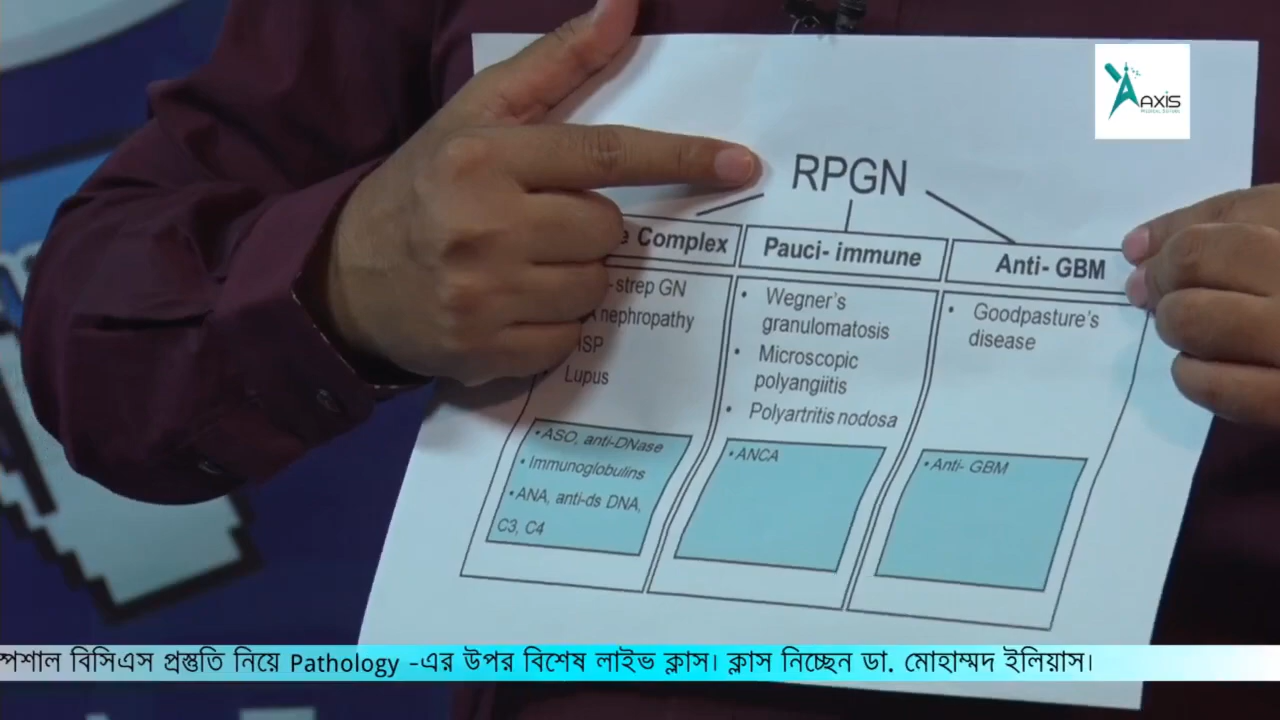 AXIS
RPGN
e Complex
Pauci- immune
Anti- GBM
-strep GN
nephropathy
Lupus
• ASO, anti-DNase
• Immunoglobulins
• ANA, anti-ds DNA,
C3, C4
• Wegner's
granulomatosis
• Microscopic
polyangiitis
• Polyartritis nodosa
• ANCA
• Goodpasture's
disease
• Anti- GBM
পশাল বিসিএস প্রস্তুতি নিয়ে Pathology -এর উপর বিশেষ লাইভ ক্লাস। ক্লাস নিচ্ছেন ডা. মোহাম্মদ ইলিয়াস।